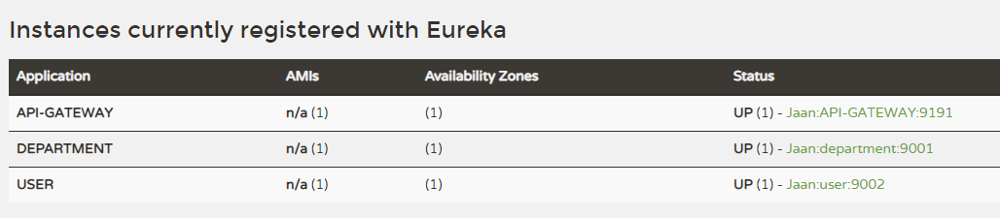 Instances currently registered with Eureka
Application AMIs Availability Zones Status
API-GATEWAY n/a (1) (1) UP (1) - Jaan:API-GATEWAY:9191
DEPARTMENT n/a (1) (1) UP (1) - Jaan:department:9001
USER n/a (1) (1) UP (1) - Jaan:user:9002